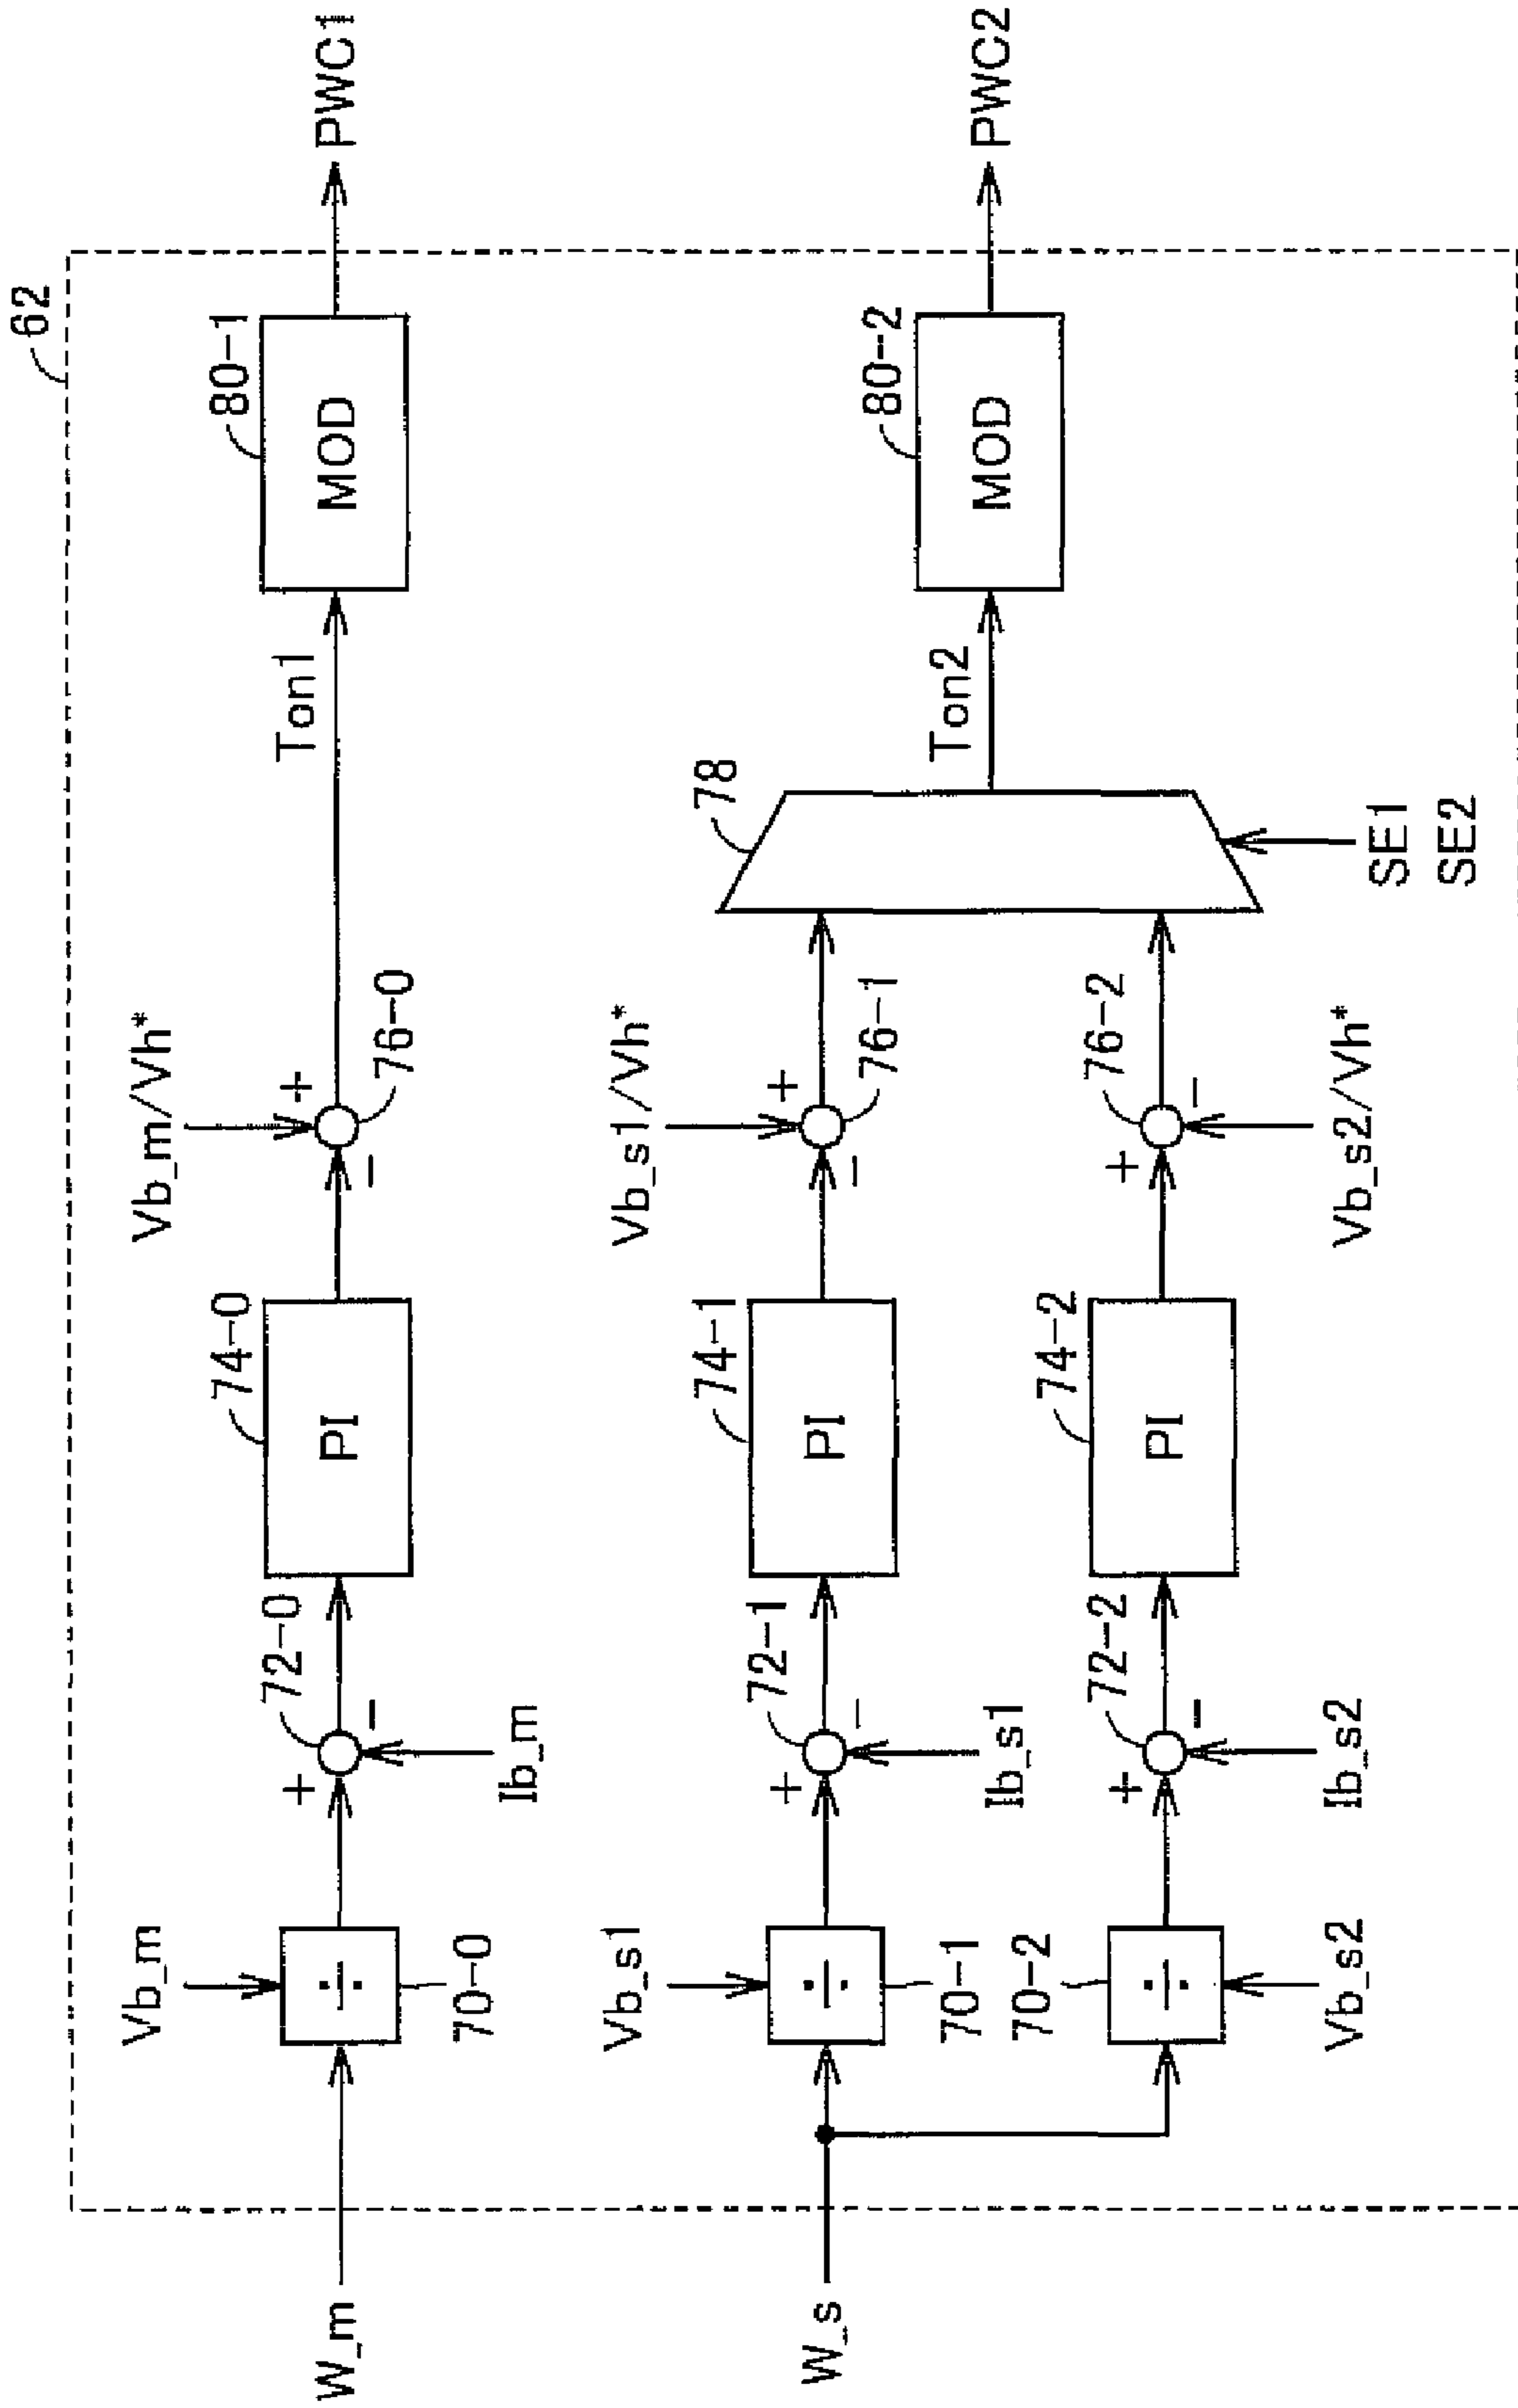 62
W_m
Vb_m
÷
70-0
+
72-0
-
Ib_m
74-0
PI
Vb_m/Vh*
+
-
76-0
Ton1
80-1
MOD
PWC1
W_s
Vb_s1
÷
70-1
+
72-1
-
Ib_s1
74-1
PI
Vb_s1/Vh*
+
-
76-1
78
Ton2
80-2
MOD
PWC2
70-2
÷
Vb_s2
+
72-2
-
Ib_s2
74-2
PI
76-2
+
-
Vb_s2/Vh*
SE1
SE2